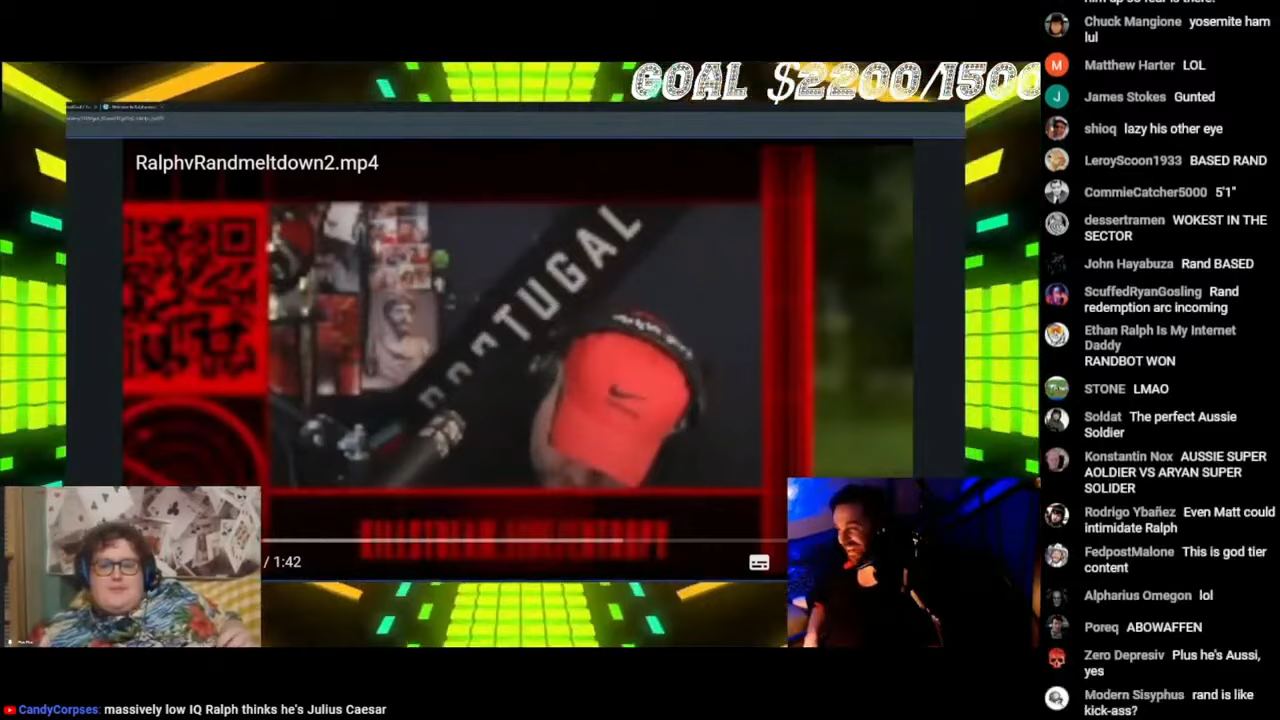 GOAL $2200/1500
RalphvRandmeltdown2.mp4
PORTUGAL
/ 1:42
Chuck Mangione yosemite ham
lul
Matthew Harter LOL
James Stokes Gunted
shioq lazy his other eye
LeroyScoon1933 BASED RAND
CommieCatcher5000 5'1"
dessertramen WOKEST IN THE
SECTOR
John Hayabuza Rand BASED
ScuffedRyanGosling Rand
redemption arc incoming
Ethan Ralph Is My Internet
Daddy
RANDBOT WON
STONE LMAO
Soldat The perfect Aussie
Soldier
Konstantin Nox AUSSIE SUPER
AOLDIER VS ARYAN SUPER
SOLIDER
Rodrigo Ybañez Even Matt could
intimidate Ralph
FedpostMalone This is god tier
content
Alpharius Omegon lol
Poreq ABOWAFFEN
Zero Depresiv Plus he's Aussi,
yes
Modern Sisyphus rand is like
kick-ass?
CandyCorpses: massively low IQ Ralph thinks he's Julius Caesar